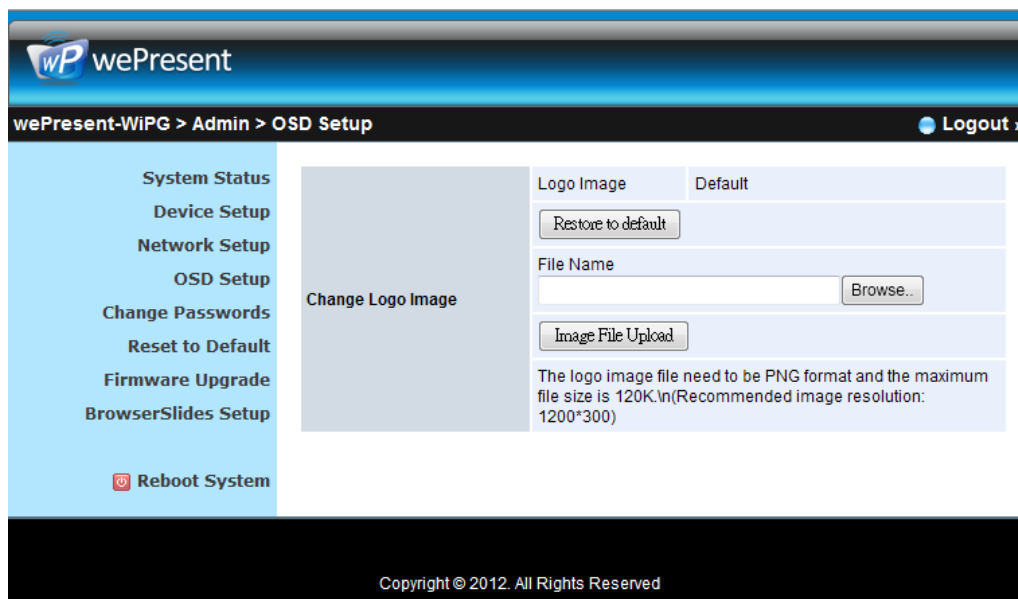 wP wePresent
wePresent-WiPG > Admin > OSD Setup
Logout »
System Status
Device Setup
Network Setup
OSD Setup
Change Passwords
Reset to Default
Firmware Upgrade
BrowserSlides Setup
Reboot System
Change Logo Image
Logo Image Default
Restore to default
File Name
Browse..
Image File Upload
The logo image file need to be PNG format and the maximum
file size is 120K.\n(Recommended image resolution:
1200*300)
Copyright © 2012. All Rights Reserved